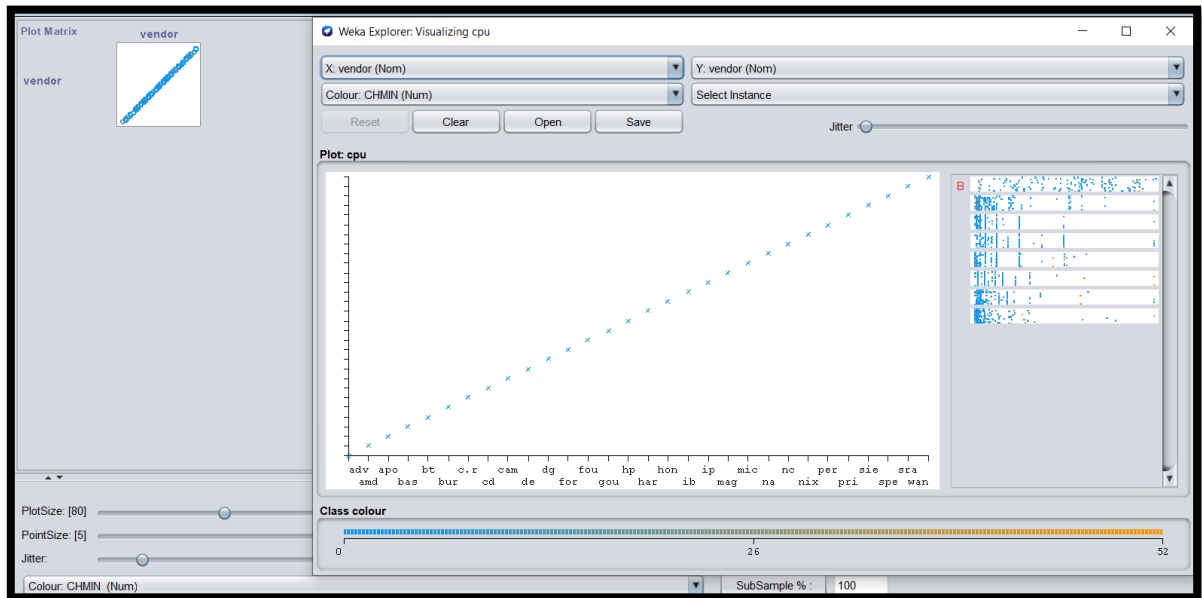 Plot Matrix vendor
vendor
PlotSize: [80]
PointSize: [5]
Jitter:
Colour: CHMIN (Num)
SubSample % : 100
Weka Explorer: Visualizing cpu
X: vendor (Nom) Y: vendor (Nom)
Colour: CHMIN (Num) Select Instance
Reset Clear Open Save Jitter
Plot: cpu
B
adv apo bt c.r cam dg fou hp hon ip mic nc per sie sra
amd bas bur cd de for gou har ib mag na nix pri spe wan
Class colour
0 26 52